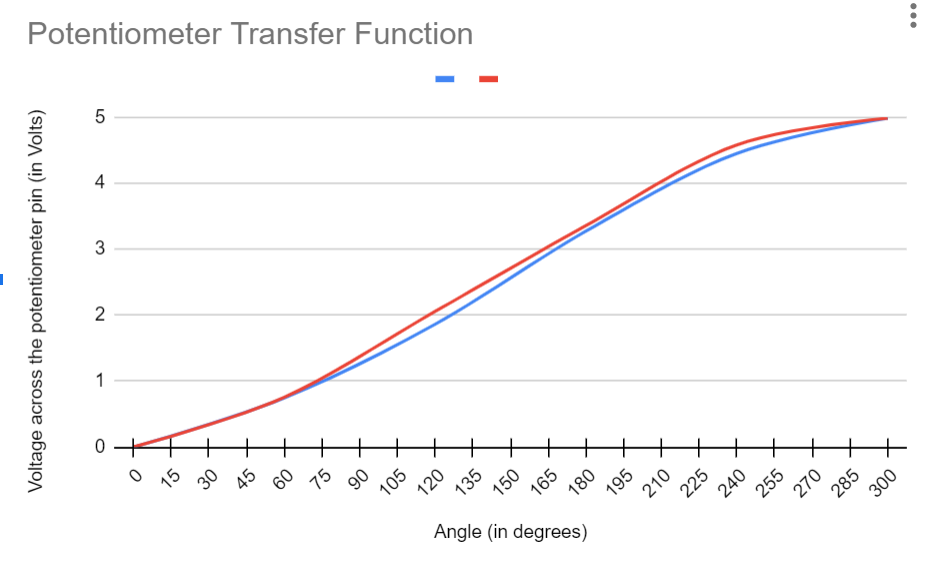 Potentiometer Transfer Function
Voltage across the potentiometer pin (in Volts)
5
4
3
2
1
0
0 15 30 45 60 75 90 105 120 135 150 165 180 195 210 225 240 255 270 285 300
Angle (in degrees)